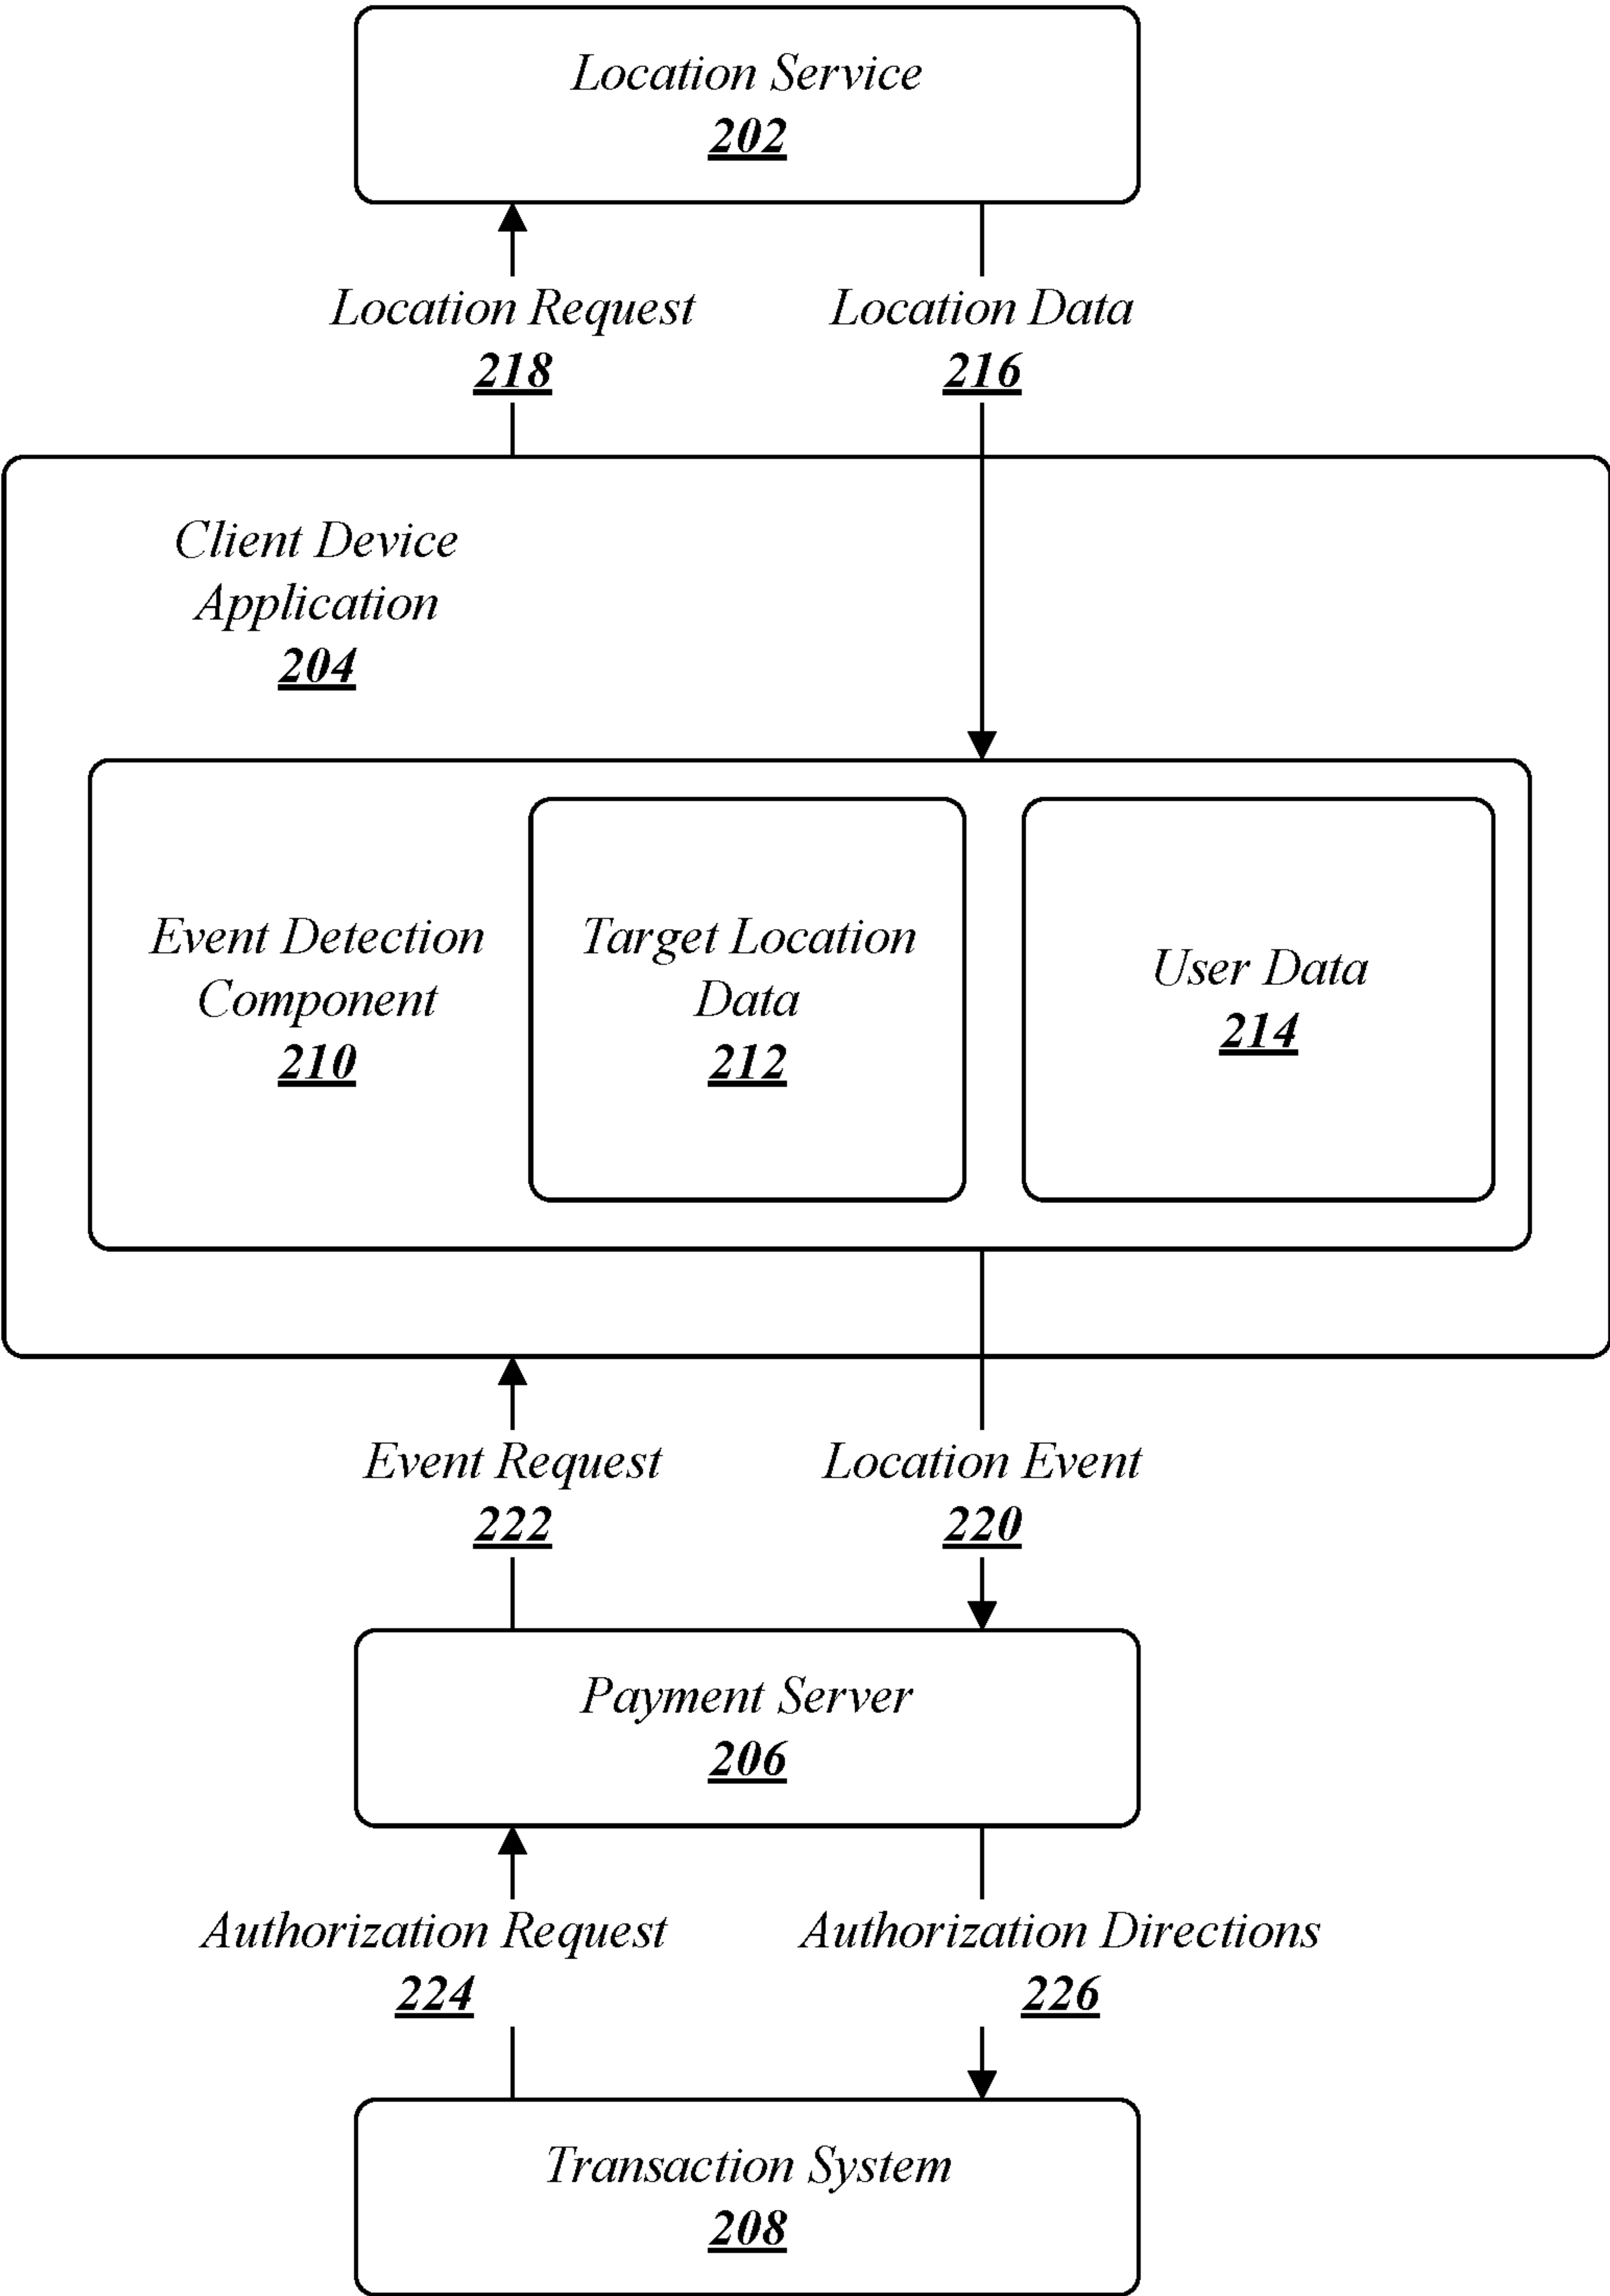 Location Service
202
Location Request
218
Location Data
216
Client Device
Application
204
Event Detection
Component
210
Target Location
Data
212
User Data
214
Event Request
222
Location Event
220
Payment Server
206
Authorization Request
224
Authorization Directions
226
Transaction System
208